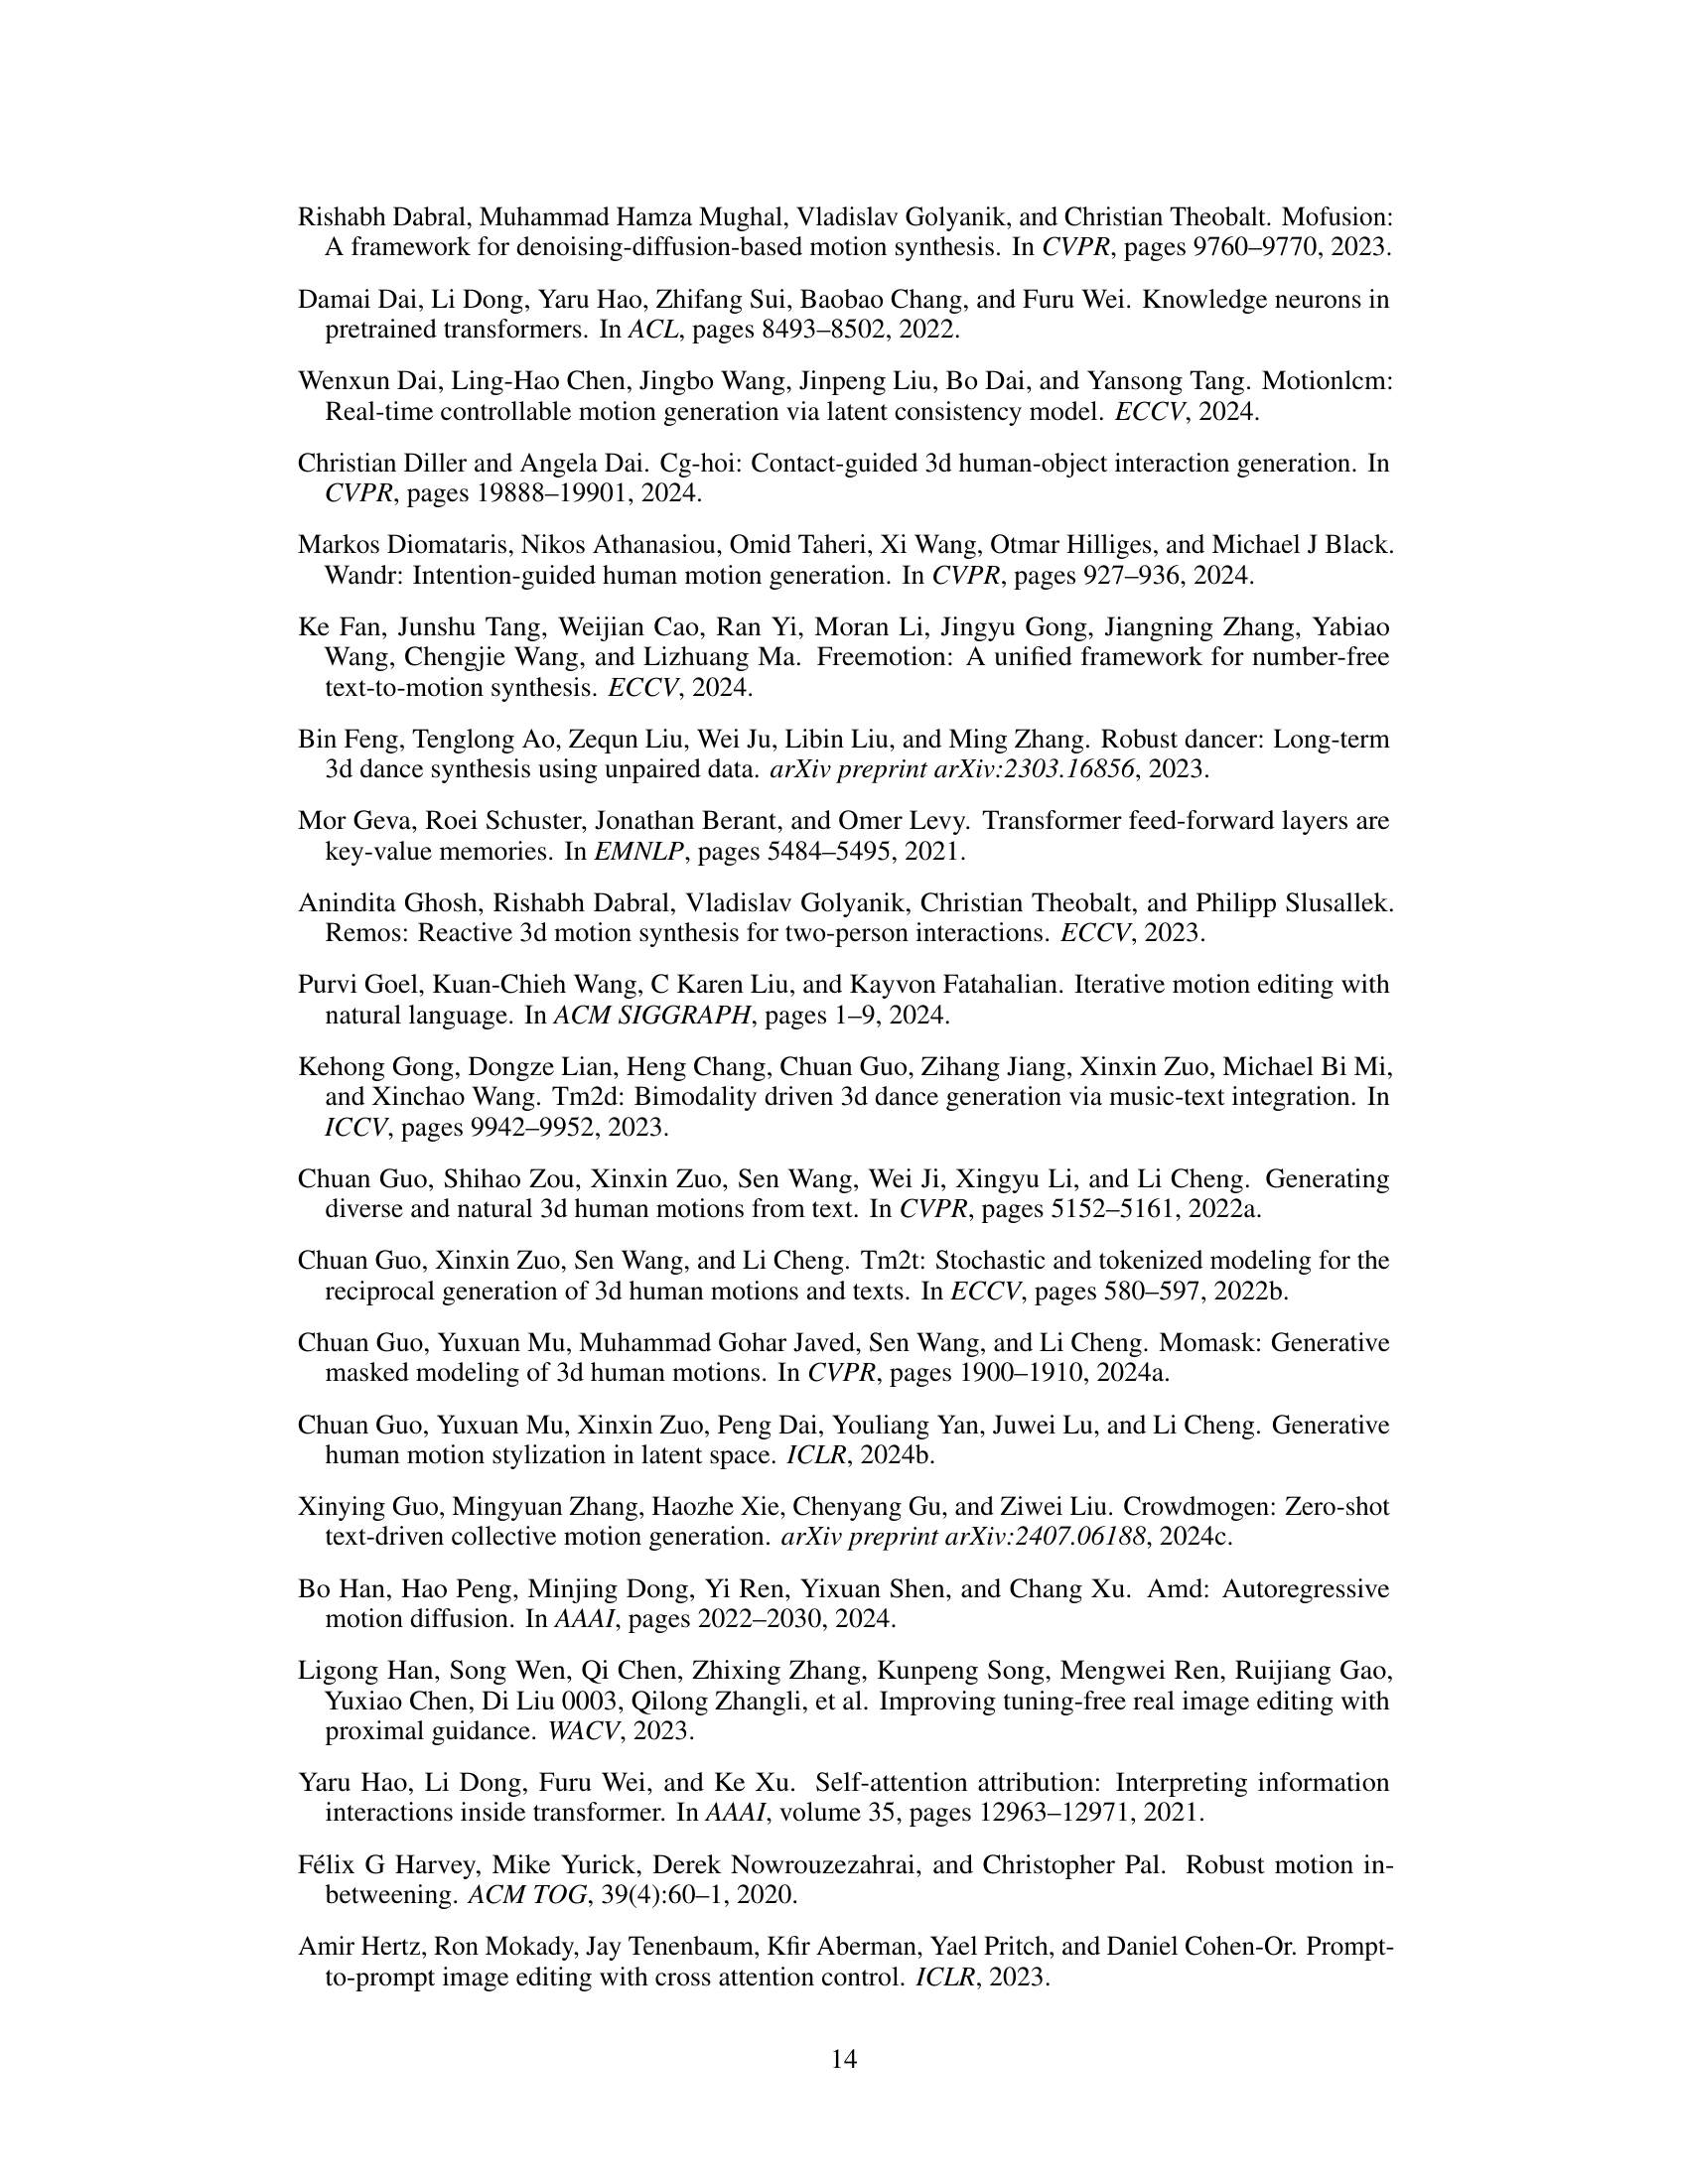 Rishabh Dabral, Muhammad Hamza Mughal, Vladislav Golyanik, and Christian Theobalt. Mofusion:
A framework for denoising-diffusion-based motion synthesis. In CVPR, pages 9760–9770, 2023.
Damai Dai, Li Dong, Yaru Hao, Zhifang Sui, Baobao Chang, and Furu Wei. Knowledge neurons in
pretrained transformers. In ACL, pages 8493–8502, 2022.
Wenxun Dai, Ling-Hao Chen, Jingbo Wang, Jinpeng Liu, Bo Dai, and Yansong Tang. Motionlcm:
Real-time controllable motion generation via latent consistency model. ECCV, 2024.
Christian Diller and Angela Dai. Cg-hoi: Contact-guided 3d human-object interaction generation. In
CVPR, pages 19888–19901, 2024.
Markos Diomataris, Nikos Athanasiou, Omid Taheri, Xi Wang, Otmar Hilliges, and Michael J Black.
Wandr: Intention-guided human motion generation. In CVPR, pages 927–936, 2024.
Ke Fan, Junshu Tang, Weijian Cao, Ran Yi, Moran Li, Jingyu Gong, Jiangning Zhang, Yabiao
Wang, Chengjie Wang, and Lizhuang Ma. Freemotion: A unified framework for number-free
text-to-motion synthesis. ECCV, 2024.
Bin Feng, Tenglong Ao, Zequn Liu, Wei Ju, Libin Liu, and Ming Zhang. Robust dancer: Long-term
3d dance synthesis using unpaired data. arXiv preprint arXiv:2303.16856, 2023.
Mor Geva, Roei Schuster, Jonathan Berant, and Omer Levy. Transformer feed-forward layers are
key-value memories. In EMNLP, pages 5484–5495, 2021.
Anindita Ghosh, Rishabh Dabral, Vladislav Golyanik, Christian Theobalt, and Philipp Slusallek.
Remos: Reactive 3d motion synthesis for two-person interactions. ECCV, 2023.
Purvi Goel, Kuan-Chieh Wang, C Karen Liu, and Kayvon Fatahalian. Iterative motion editing with
natural language. In ACM SIGGRAPH, pages 1–9, 2024.
Kehong Gong, Dongze Lian, Heng Chang, Chuan Guo, Zihang Jiang, Xinxin Zuo, Michael Bi Mi,
and Xinchao Wang. Tm2d: Bimodality driven 3d dance generation via music-text integration. In
ICCV, pages 9942–9952, 2023.
Chuan Guo, Shihao Zou, Xinxin Zuo, Sen Wang, Wei Ji, Xingyu Li, and Li Cheng. Generating
diverse and natural 3d human motions from text. In CVPR, pages 5152–5161, 2022a.
Chuan Guo, Xinxin Zuo, Sen Wang, and Li Cheng. Tm2t: Stochastic and tokenized modeling for the
reciprocal generation of 3d human motions and texts. In ECCV, pages 580–597, 2022b.
Chuan Guo, Yuxuan Mu, Muhammad Gohar Javed, Sen Wang, and Li Cheng. Momask: Generative
masked modeling of 3d human motions. In CVPR, pages 1900–1910, 2024a.
Chuan Guo, Yuxuan Mu, Xinxin Zuo, Peng Dai, Youliang Yan, Juwei Lu, and Li Cheng. Generative
human motion stylization in latent space. ICLR, 2024b.
Xinying Guo, Mingyuan Zhang, Haozhe Xie, Chenyang Gu, and Ziwei Liu. Crowdmogen: Zero-shot
text-driven collective motion generation. arXiv preprint arXiv:2407.06188, 2024c.
Bo Han, Hao Peng, Minjing Dong, Yi Ren, Yixuan Shen, and Chang Xu. Amd: Autoregressive
motion diffusion. In AAAI, pages 2022–2030, 2024.
Ligong Han, Song Wen, Qi Chen, Zhixing Zhang, Kunpeng Song, Mengwei Ren, Ruijiang Gao,
Yuxiao Chen, Di Liu 0003, Qilong Zhangli, et al. Improving tuning-free real image editing with
proximal guidance. WACV, 2023.
Yaru Hao, Li Dong, Furu Wei, and Ke Xu. Self-attention attribution: Interpreting information
interactions inside transformer. In AAAI, volume 35, pages 12963–12971, 2021.
Félix G Harvey, Mike Yurick, Derek Nowrouzezahrai, and Christopher Pal. Robust motion in-
betweening. ACM TOG, 39(4):60–1, 2020.
Amir Hertz, Ron Mokady, Jay Tenenbaum, Kfir Aberman, Yael Pritch, and Daniel Cohen-Or. Prompt-
to-prompt image editing with cross attention control. ICLR, 2023.
14